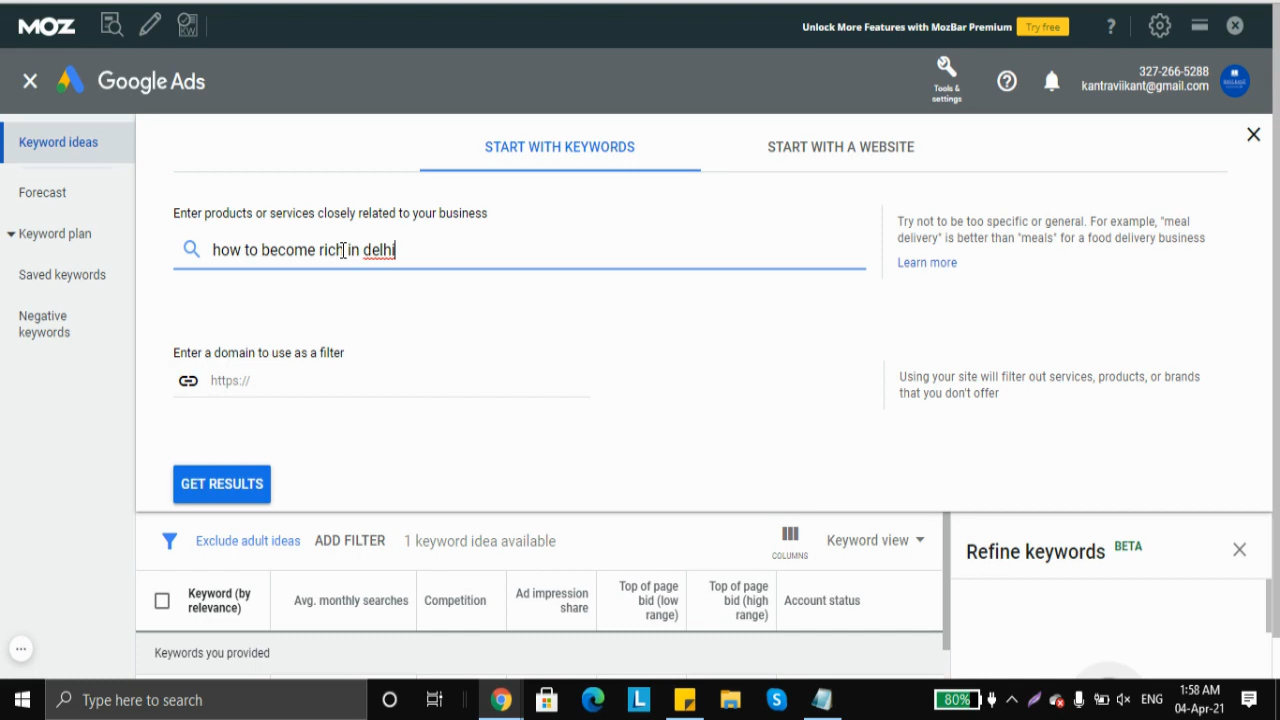 MOZ
KW
Unlock More Features with MozBar Premium
Try free
?
Google Ads
Tools & settings
327-266-5288
kantraviikant@gmail.com
Keyword ideas
Forecast
Keyword plan
Saved keywords
Negative keywords
START WITH KEYWORDS
START WITH A WEBSITE
Enter products or services closely related to your business
how to become rich in delhi
Try not to be too specific or general. For example, "meal
delivery" is better than "meals" for a food delivery business
Learn more
Enter a domain to use as a filter
https://
Using your site will filter out services, products, or brands
that you don't offer
GET RESULTS
Exclude adult ideas
ADD FILTER
1 keyword idea available
COLUMNS
Keyword view
Refine keywords BETA
Keyword (by
relevance)
Avg. monthly searches
Competition
Ad impression
share
Top of page
bid (low
range)
Top of page
bid (high
range)
Account status
Keywords you provided
Type here to search
80%
ENG
1:58 AM
04-Apr-21